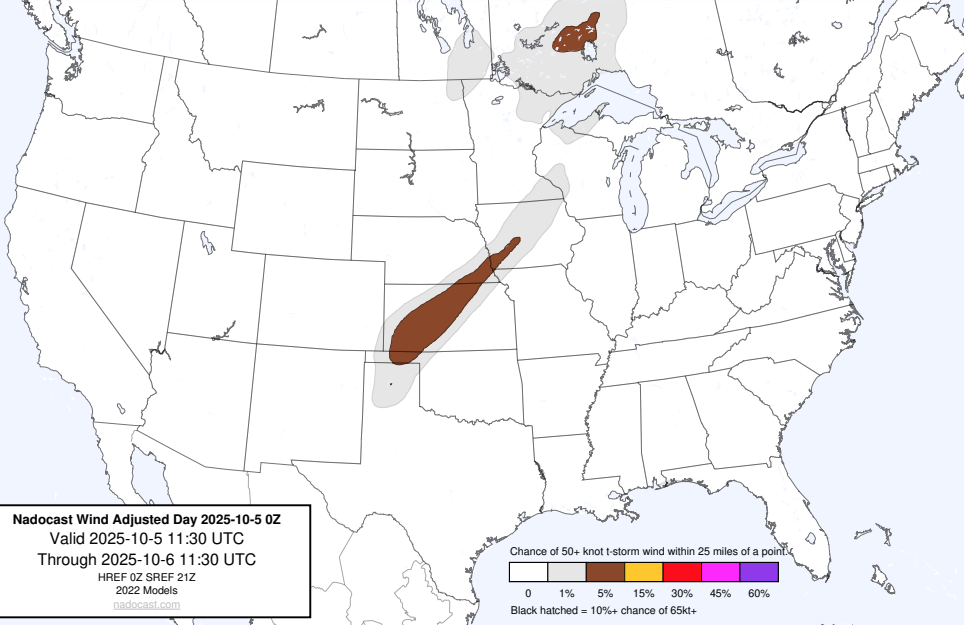 Nadocast Wind Adjusted Day 2025-10-5 0Z
Valid 2025-10-5 11:30 UTC
Through 2025-10-6 11:30 UTC
HREF 0Z SREF 21Z
2022 Models
nadocast.com
Chance of 50+ knot t-storm wind within 25 miles of a point.
0 1% 5% 15% 30% 45% 60%
Black hatched = 10%+ chance of 65kt+